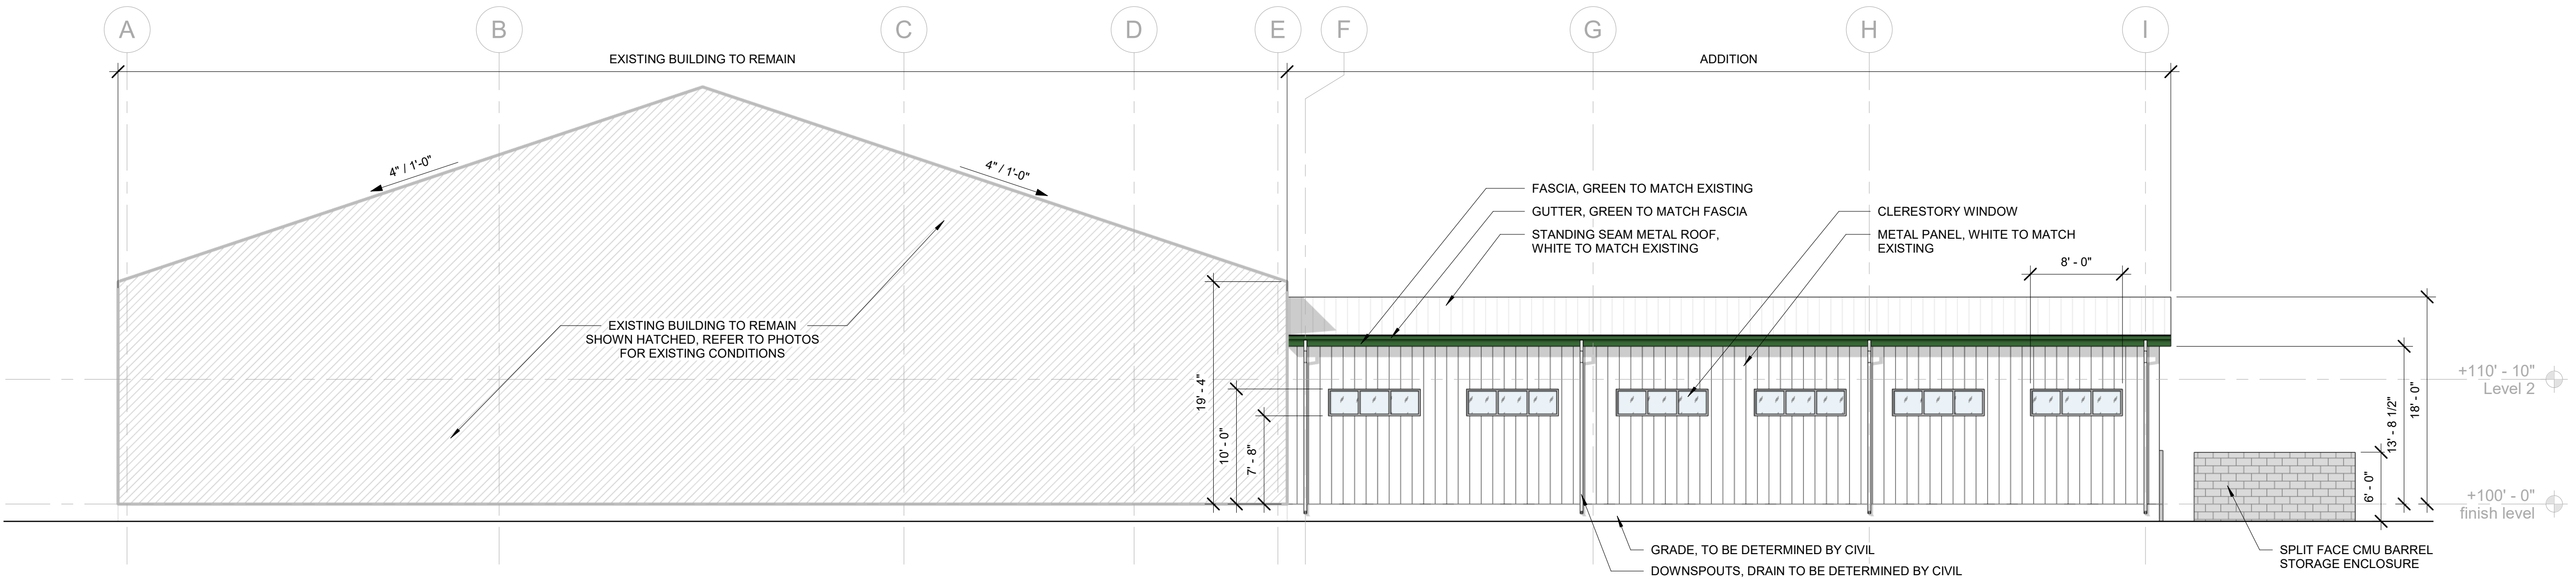 A
B
C
D
E
F
G
H
I
EXISTING BUILDING TO REMAIN
ADDITION
4" / 1'-0"
4" / 1'-0"
FASCIA, GREEN TO MATCH EXISTING
GUTTER, GREEN TO MATCH FASCIA
STANDING SEAM METAL ROOF,
WHITE TO MATCH EXISTING
CLERESTORY WINDOW
METAL PANEL, WHITE TO MATCH
EXISTING
8' - 0"
EXISTING BUILDING TO REMAIN
SHOWN HATCHED, REFER TO PHOTOS
FOR EXISTING CONDITIONS
19' - 4"
10' - 0"
7' - 8"
13' - 8 1/2"
18' - 0"
6' - 0"
+110' - 10"
Level 2
+100' - 0"
finish level
GRADE, TO BE DETERMINED BY CIVIL
DOWNSPOUTS, DRAIN TO BE DETERMINED BY CIVIL
SPLIT FACE CMU BARREL
STORAGE ENCLOSURE